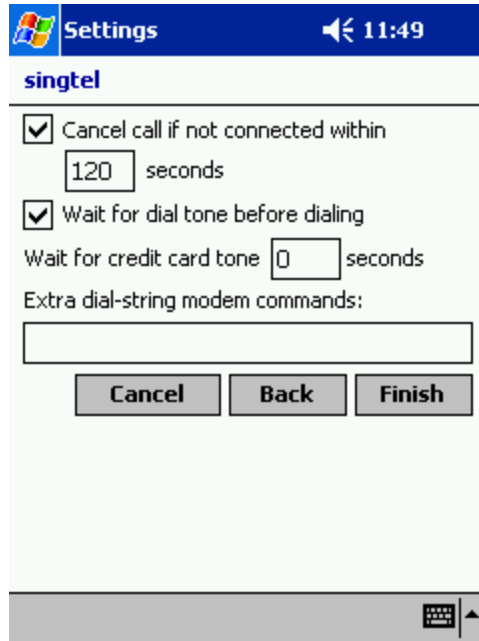 Settings 11:49
singtel
Cancel call if not connected within
120 seconds
Wait for dial tone before dialing
Wait for credit card tone 0 seconds
Extra dial-string modem commands:
Cancel Back Finish